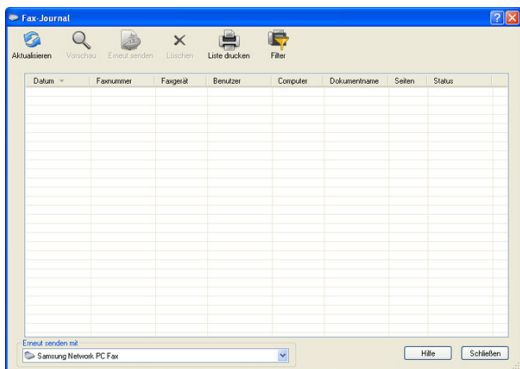 Fax-Journal
Aktualisieren Vorschau Erneut senden Löschen Liste drucken Filter
Datum Faxnummer Faxgerät Benutzer Computer Dokumentname Seiten Status
Erneut senden mit
Samsung Network PC Fax
Hilfe Schließen